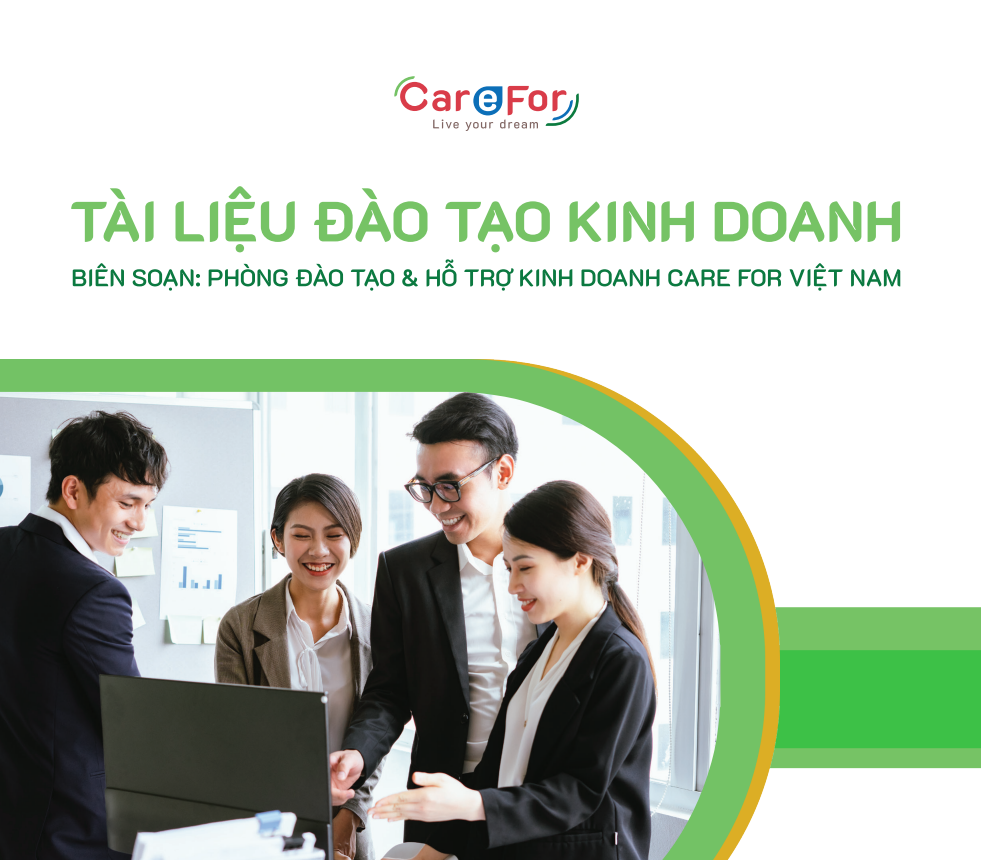 CareFor
Live your dream
TÀI LIỆU ĐÀO TẠO KINH DOANH
BIÊN SOẠN: PHÒNG ĐÀO TẠO & HỖ TRỢ KINH DOANH CARE FOR VIỆT NAM